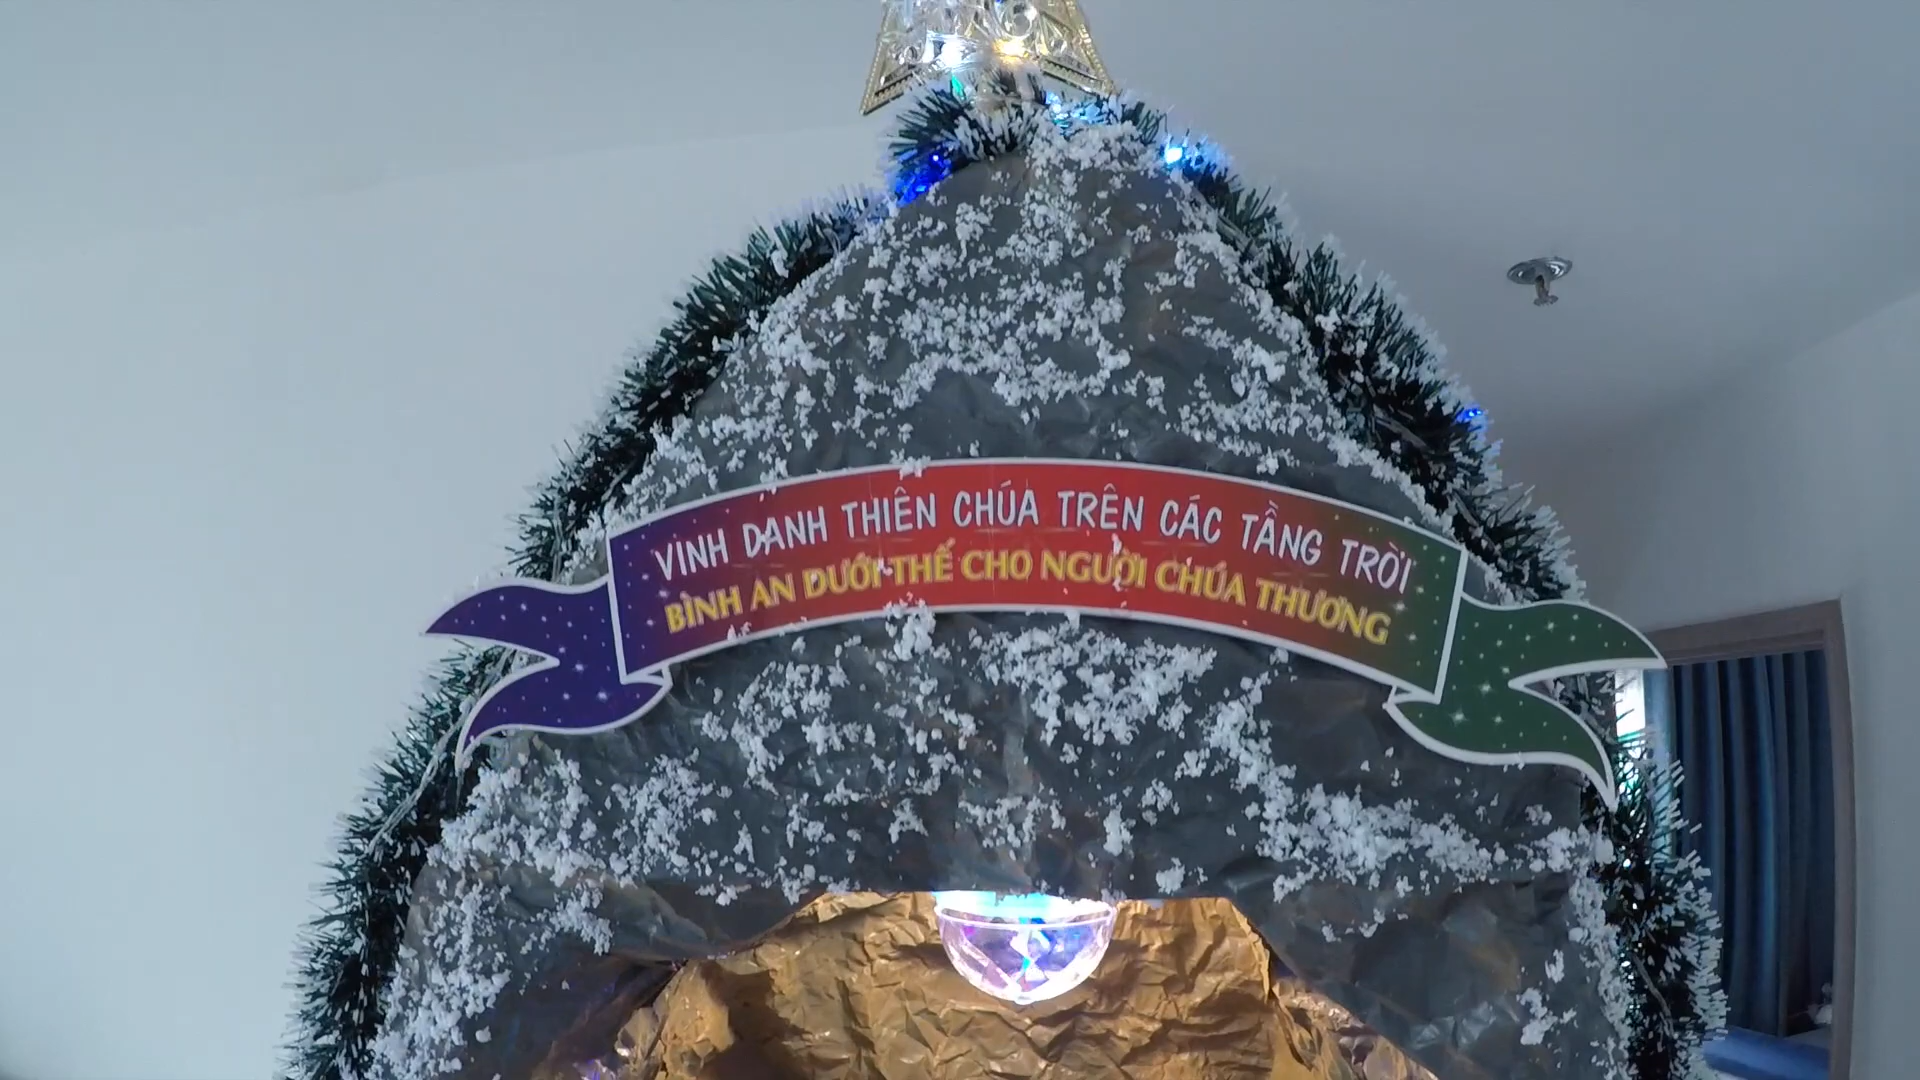 VINH DANH THIÊN CHÚA TRÊN CÁC TẦNG TRỜI
BÌNH AN DƯỚI THẾ CHO NGƯỜI CHÚA THƯƠNG